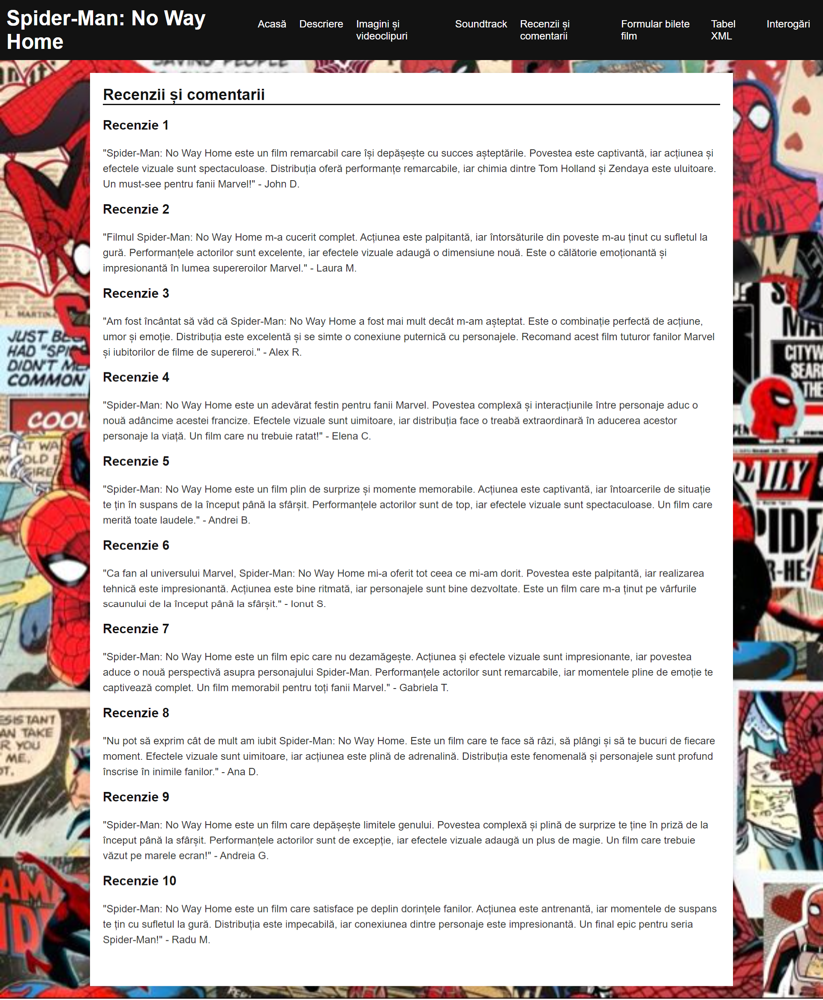 Spider-Man: No Way
Home
Acasă
Descriere
Imagini și
videoclipuri
Soundtrack
Recenzii și
comentarii
Formular bilete
film
Tabel
XML
Interogări
SAVING PEOPLE
Recenzii și comentarii
Recenzie 1
"Spider-Man: No Way Home este un film remarcabil care își depășește cu succes așteptările. Povestea este captivantă, iar acțiunea și
efectele vizuale sunt spectaculoase. Distribuția oferă performanțe remarcabile, iar chimia dintre Tom Holland și Zendaya este uluitoare.
Un must-see pentru fanii Marvel!" - John D.
Recenzie 2
"Filmul Spider-Man: No Way Home m-a cucerit complet. Acțiunea este palpitantă, iar întorsăturile din poveste m-au ținut cu sufletul la
gură. Performanțele actorilor sunt excelente, iar efectele vizuale adaugă o dimensiune nouă. Este o călătorie emoționantă și
impresionantă în lumea supereroilor Marvel." - Laura M.
Recenzie 3
"Am fost încântat să văd că Spider-Man: No Way Home a fost mai mult decât m-am așteptat. Este o combinație perfectă de acțiune,
umor și emoție. Distribuția este excelentă și se simte o conexiune puternică cu personajele. Recomand acest film tuturor fanilor Marvel
și iubitorilor de filme de supereroi." - Alex R.
Recenzie 4
"Spider-Man: No Way Home este un adevărat festin pentru fanii Marvel. Povestea complexă și interacțiunile între personaje aduc o
nouă adâncime acestei francize. Efectele vizuale sunt uimitoare, iar distribuția face o treabă extraordinară în aducerea acestor
personaje la viață. Un film care nu trebuie ratat!" - Elena C.
Recenzie 5
"Spider-Man: No Way Home este un film plin de surprize și momente memorabile. Acțiunea este captivantă, iar întoarcerile de situație
te țin în suspans de la început până la sfârșit. Performanțele actorilor sunt de top, iar efectele vizuale sunt spectaculoase. Un film care
merită toate laudele." - Andrei B.
Recenzie 6
"Ca fan al universului Marvel, Spider-Man: No Way Home mi-a oferit tot ceea ce mi-am dorit. Povestea este palpitantă, iar realizarea
tehnică este impresionantă. Acțiunea este bine ritmată, iar personajele sunt bine dezvoltate. Este un film care m-a ținut pe vârfurile
scaunului de la început până la sfârșit." - Ionut S.
Recenzie 7
"Spider-Man: No Way Home este un film epic care nu dezamăgește. Acțiunea și efectele vizuale sunt impresionante, iar povestea
aduce o nouă perspectivă asupra personajului Spider-Man. Performanțele actorilor sunt remarcabile, iar momentele pline de emoție te
captivează complet. Un film memorabil pentru toți fanii Marvel." - Gabriela T.
Recenzie 8
"Nu pot să exprim cât de mult am iubit Spider-Man: No Way Home. Este un film care te face să râzi, să plângi și să te bucuri de fiecare
moment. Efectele vizuale sunt uimitoare, iar acțiunea este plină de adrenalină. Distribuția este fenomenală și personajele sunt profund
înscrise în inimile fanilor." - Ana D.
Recenzie 9
"Spider-Man: No Way Home este un film care depășește limitele genului. Povestea complexă și plină de surprize te ține în priză de la
început până la sfârșit. Performanțele actorilor sunt de excepție, iar efectele vizuale adaugă un plus de magie. Un film care trebuie
văzut pe marele ecran!" - Andreia G.
Recenzie 10
"Spider-Man: No Way Home este un film care satisface pe deplin dorințele fanilor. Acțiunea este antrenantă, iar momentele de suspans
te țin cu sufletul la gură. Distribuția este impecabilă, iar conexiunea dintre personaje este impresionantă. Un final epic pentru seria
Spider-Man!" - Radu M.
JUST
HAD "SPI
DIDN'T
COMMON
COOL
AT WA
OLD
FIRE
ESISTANT
AN TAKE
R YOU
ME,
OT.
AM
ID
CITYW
SEAR
THE
DAILY
PID
R-HE